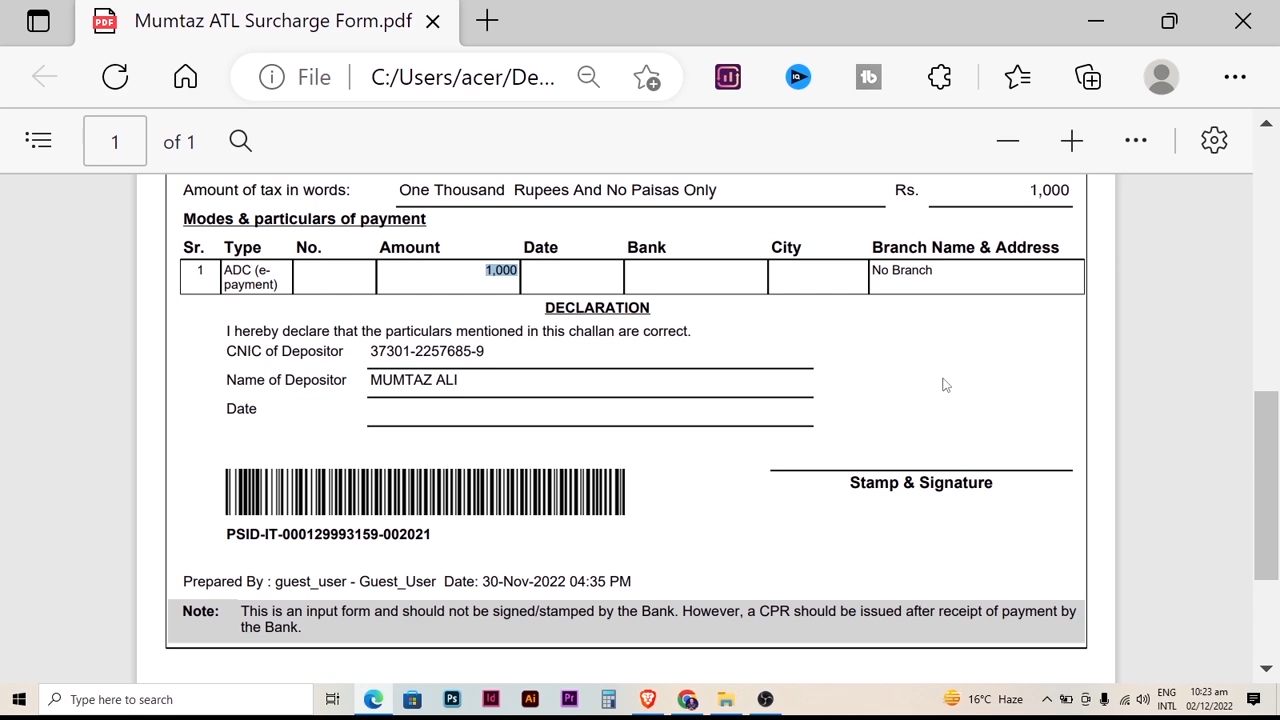 Mumtaz ATL Surcharge Form.pdf
PDF
File
C:/Users/acer/De...
1 of 1
Amount of tax in words: One Thousand Rupees And No Paisas Only Rs. 1,000
Modes & particulars of payment
Sr. Type No. Amount Date Bank City Branch Name & Address
1 ADC (e-payment) 1,000 No Branch
DECLARATION
I hereby declare that the particulars mentioned in this challan are correct.
CNIC of Depositor 37301-2257685-9
Name of Depositor MUMTAZ ALI
Date
Stamp & Signature
PSID-IT-000129993159-002021
Prepared By : guest_user - Guest_User Date: 30-Nov-2022 04:35 PM
Note: This is an input form and should not be signed/stamped by the Bank. However, a CPR should be issued after receipt of payment by
the Bank.
Type here to search
Ps
Id
Ai
Pr
16°C Haze
ENG
INTL
10:23 am
02/12/2022